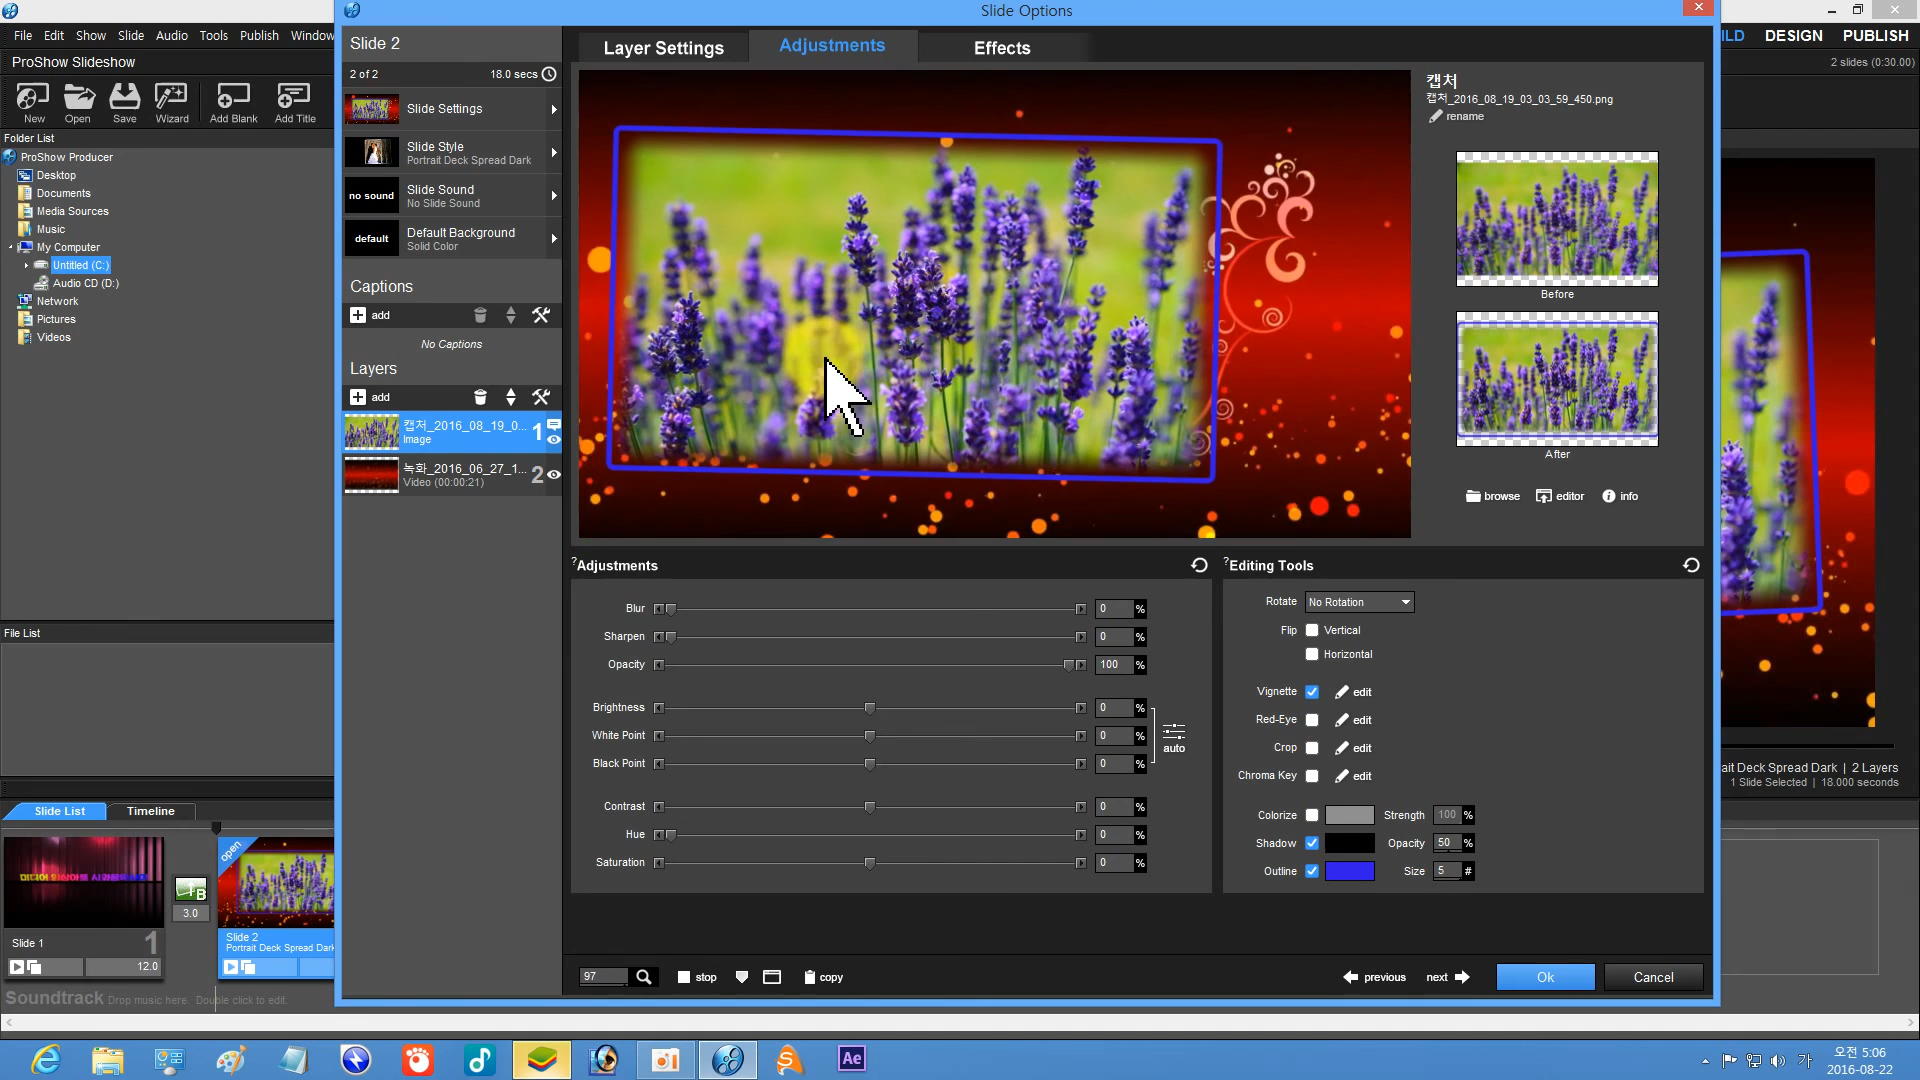 Slide Options
File Edit Show Slide Audio Tools Publish Window
DESIGN PUBLISH
ProShow Slideshow
2 slides (0:30.00)
New Open Save Wizard Add Blank Add Title
Folder List
ProShow Producer
Desktop
Documents
Media Sources
Music
My Computer
Untitled (C:)
Audio CD (D:)
Network
Pictures
Videos
File List
Slide 2
2 of 2 18.0 secs
Slide Settings
Slide Style
Portrait Deck Spread Dark
no sound
Slide Sound
No Slide Sound
default
Default Background
Solid Color
Captions
add
No Captions
Layers
add
캡처_2016_08_19_0...
Image
1
녹화_2016_06_27_1...
Video (00:00:21)
2
Layer Settings Adjustments Effects
캡처
캡처_2016_08_19_03_03_59_450.png
rename
Before
After
browse editor info
?Adjustments
Blur 0 %
Sharpen 0 %
Opacity 100 %
Brightness 0 %
White Point 0 %
Black Point 0 %
auto
Contrast 0 %
Hue 0 %
Saturation 0 %
?Editing Tools
Rotate No Rotation
Flip Vertical
Horizontal
Vignette edit
Red-Eye edit
Crop edit
Chroma Key edit
Colorize Strength 100 %
Shadow Opacity 50 %
Outline Size 5 #
97 stop copy
previous next Ok Cancel
ait Deck Spread Dark | 2 Layers
1 Slide Selected | 18.000 seconds
Slide List Timeline
open
B
3.0
Slide 1
1
12.0
Slide 2
Portrait Deck Spread Dark
Soundtrack Drop music here. Double click to edit.
Ae
가
오전 5:06
2016-08-22